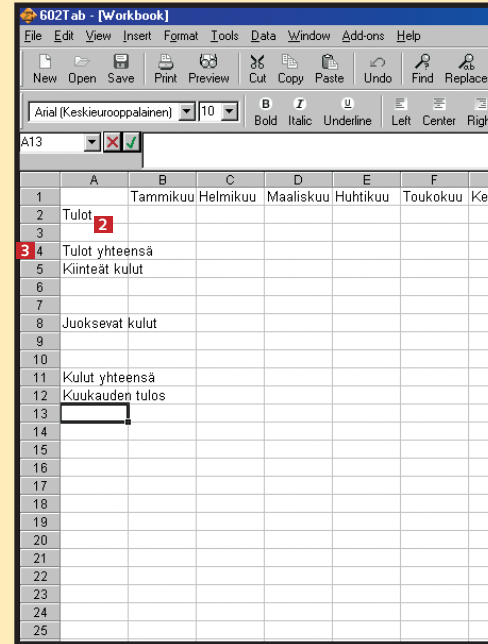 602Tab - [Workbook]
File Edit View Insert Format Tools Data Window Add-ons Help
New Open Save Print Preview Cut Copy Paste Undo Find Replace
Arial (Keskieurooppalainen) 10 B Bold I Italic U Underline Left Center Righ
A13
A B C D E F
1 Tammikuu Helmikuu Maaliskuu Huhtikuu Toukokuu Ke
2 Tulot 2
3
3 4 Tulot yhteensä
5 Kiinteät kulut
6
7
8 Juoksevat kulut
9
10
11 Kulut yhteensä
12 Kuukauden tulos
13
14
15
16
17
18
19
20
21
22
23
24
25